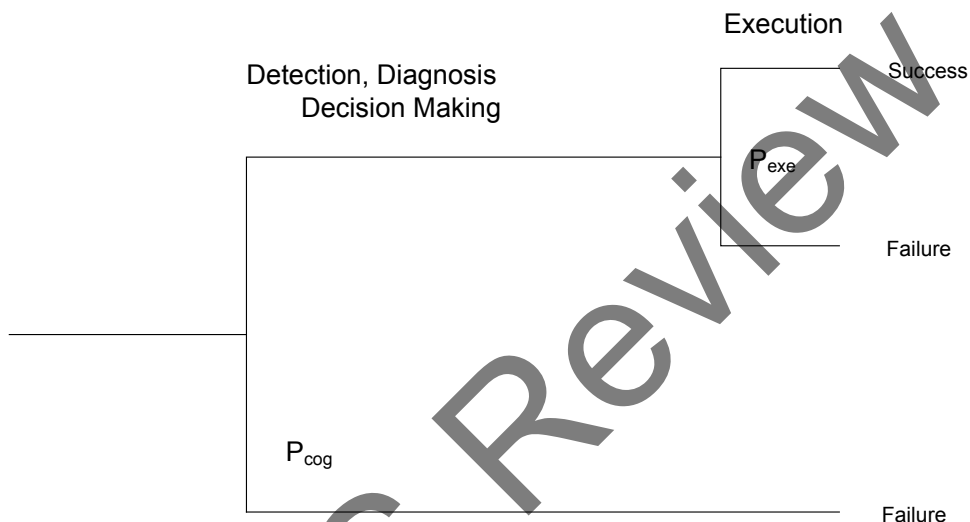 Execution
Success
Detection, Diagnosis
Decision Making
Pexe
Failure
Pcog
Failure
c Review